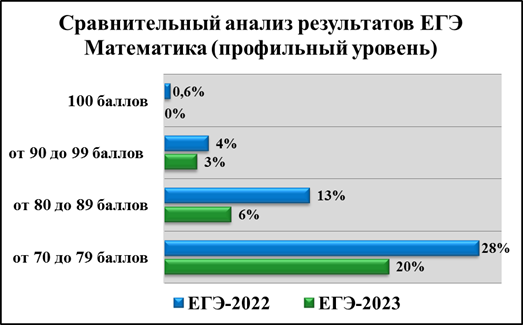 Сравнительный анализ результатов ЕГЭ
Математика (профильный уровень)
100 баллов
0,6%
0%
от 90 до 99 баллов
4%
3%
от 80 до 89 баллов
13%
6%
от 70 до 79 баллов
28%
20%
ЕГЭ-2022 ЕГЭ-2023